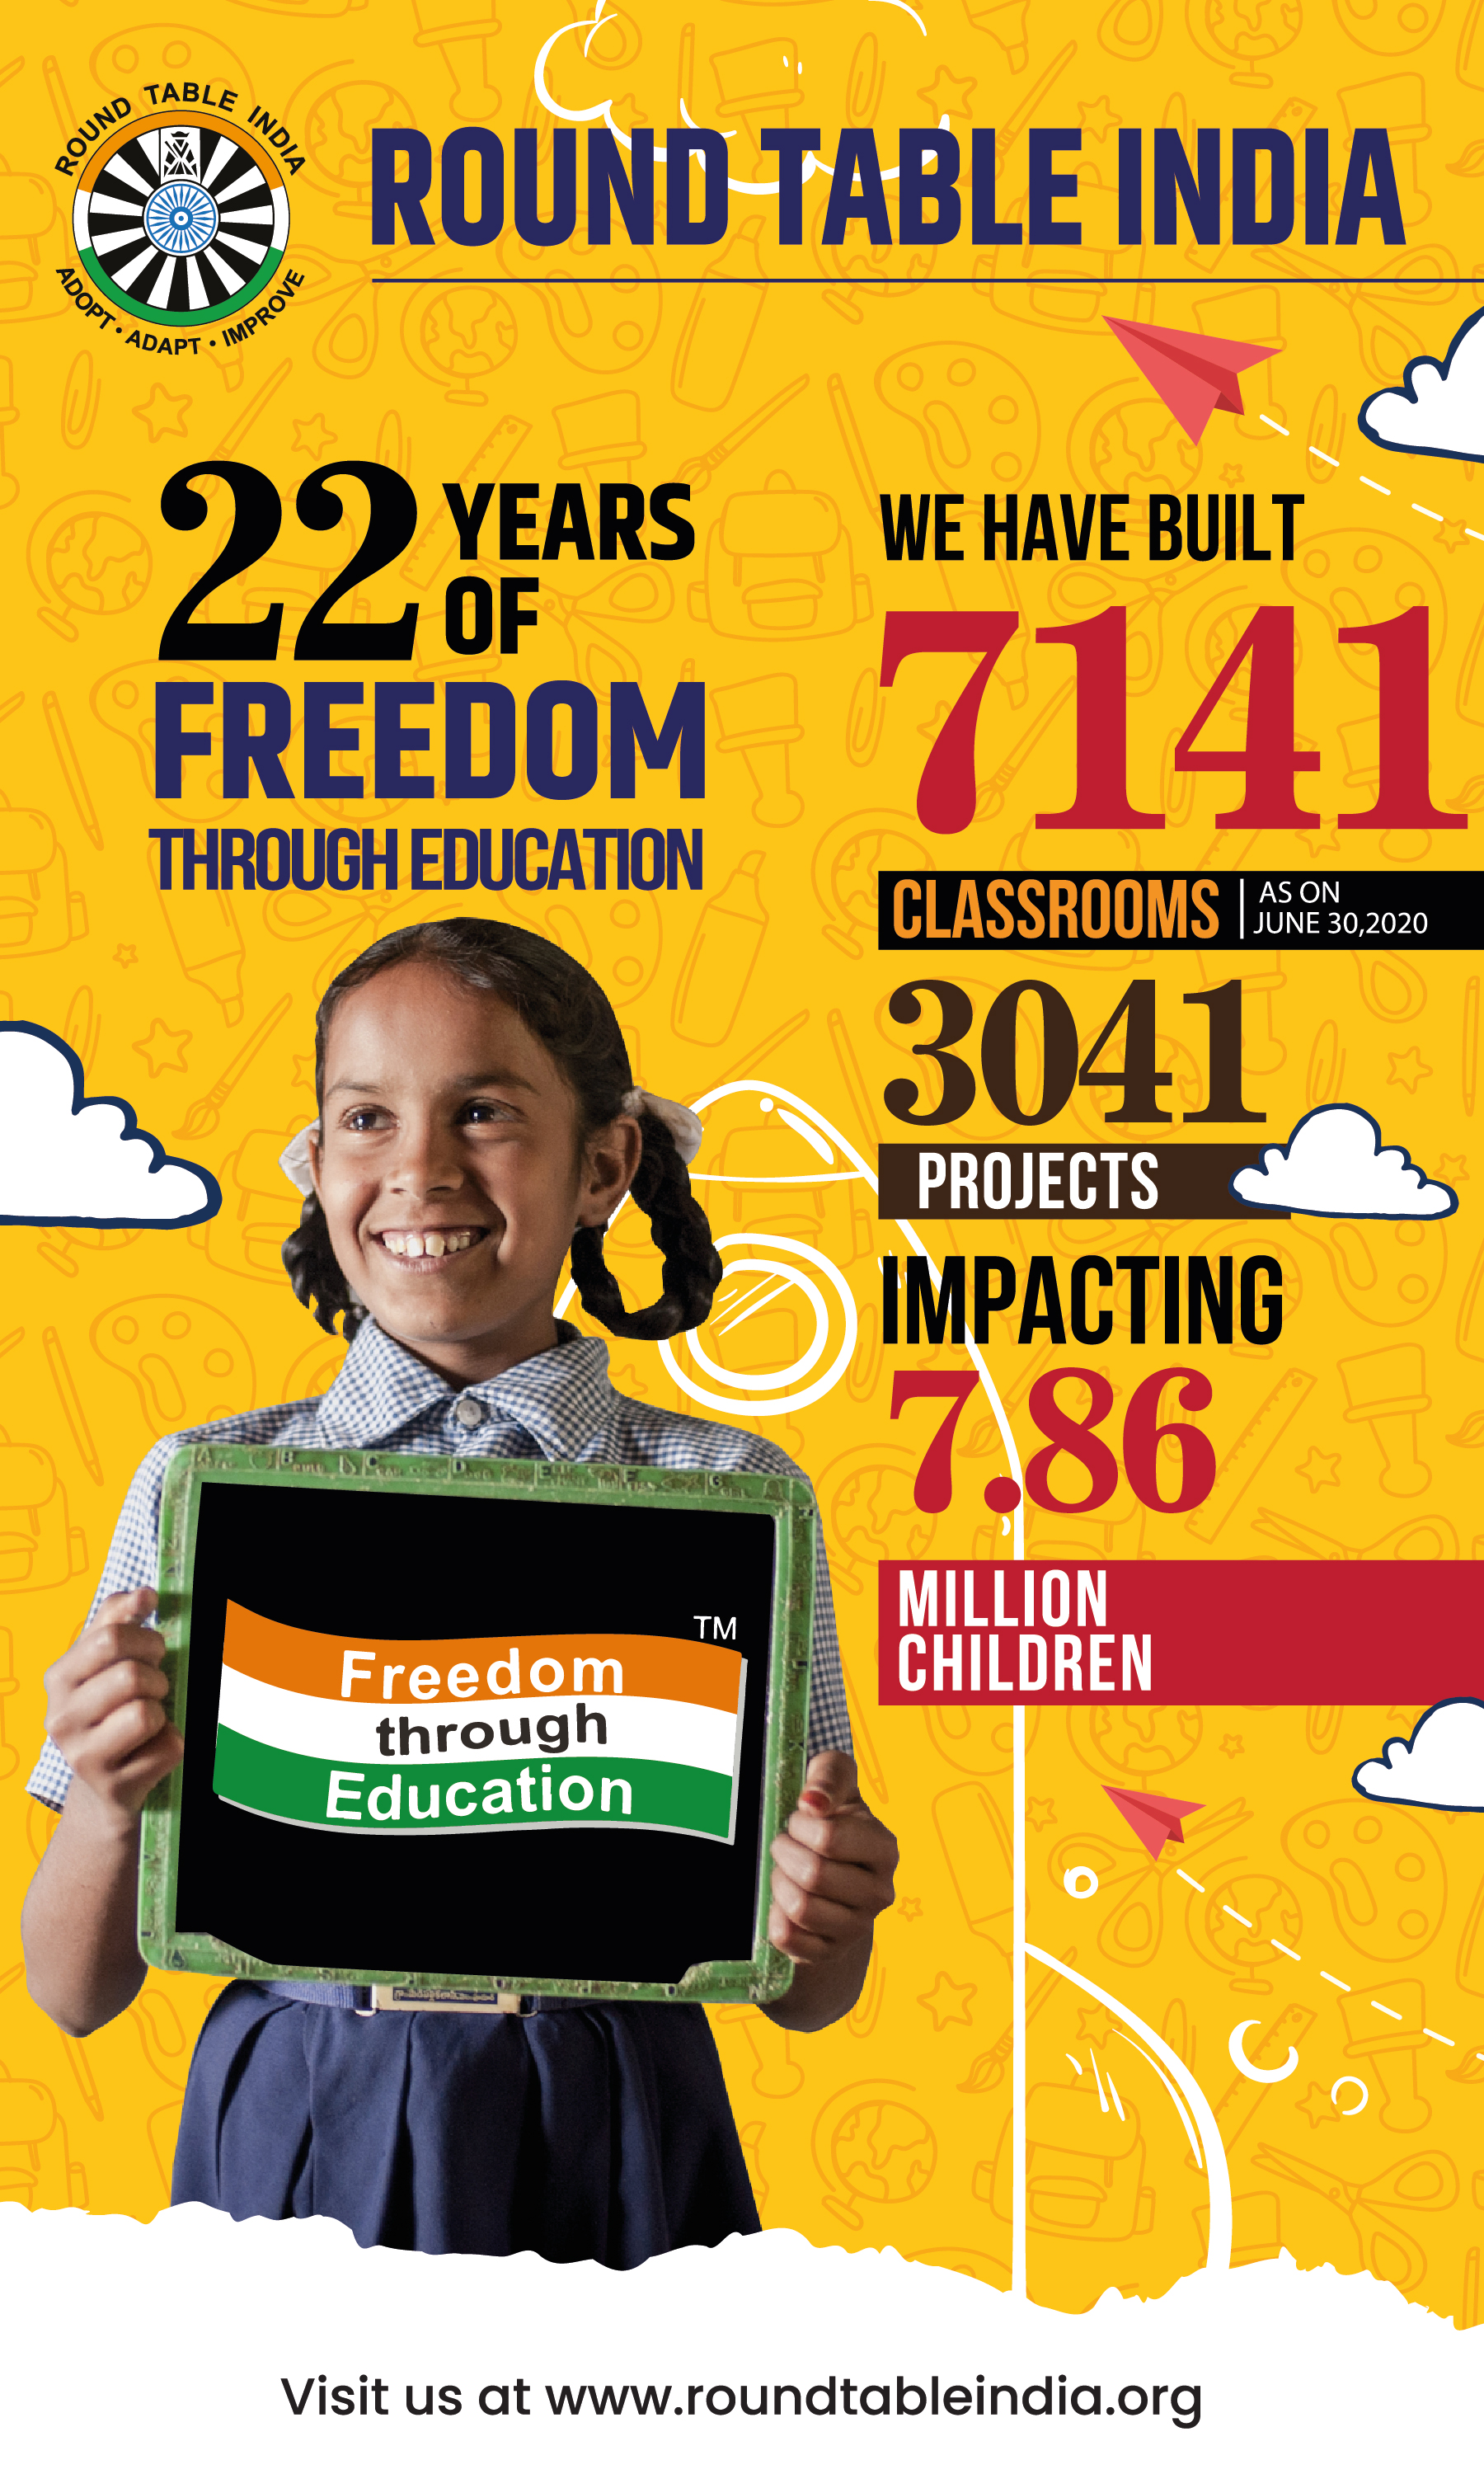 ROUND TABLE INDIA
ADOPT • ADAPT • IMPROVE
ROUND TABLE INDIA
22 YEARS
OF
FREEDOM
THROUGH EDUCATION
WE HAVE BUILT
7141
CLASSROOMS
AS ON
JUNE 30,2020
3041
PROJECTS
IMPACTING
7.86
MILLION
CHILDREN
TM
Freedom
through
Education
Visit us at www.roundtableindia.org